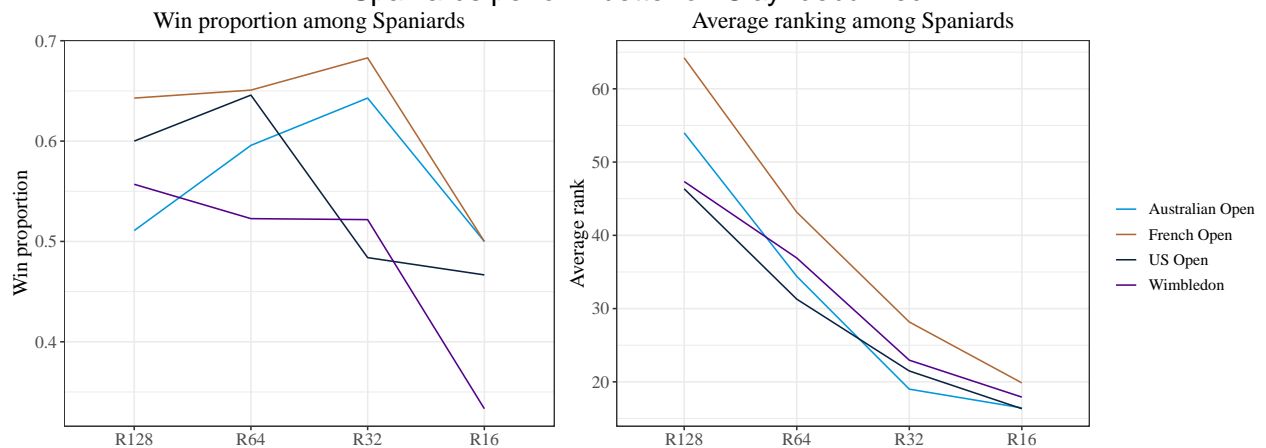 Win proportion among Spaniards
Average ranking among Spaniards
Win proportion
0.7
0.6
0.5
0.4
R128 R64 R32 R16
Average rank
60
50
40
30
20
R128 R64 R32 R16
Australian Open
French Open
US Open
Wimbledon